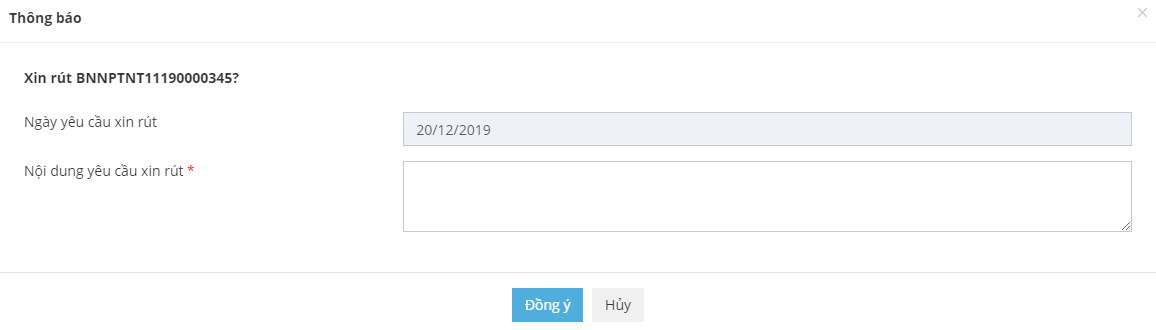 Thông báo
Xin rút BNNPTNT11190000345?
Ngày yêu cầu xin rút
20/12/2019
Nội dung yêu cầu xin rút *
Đồng ý
Hủy